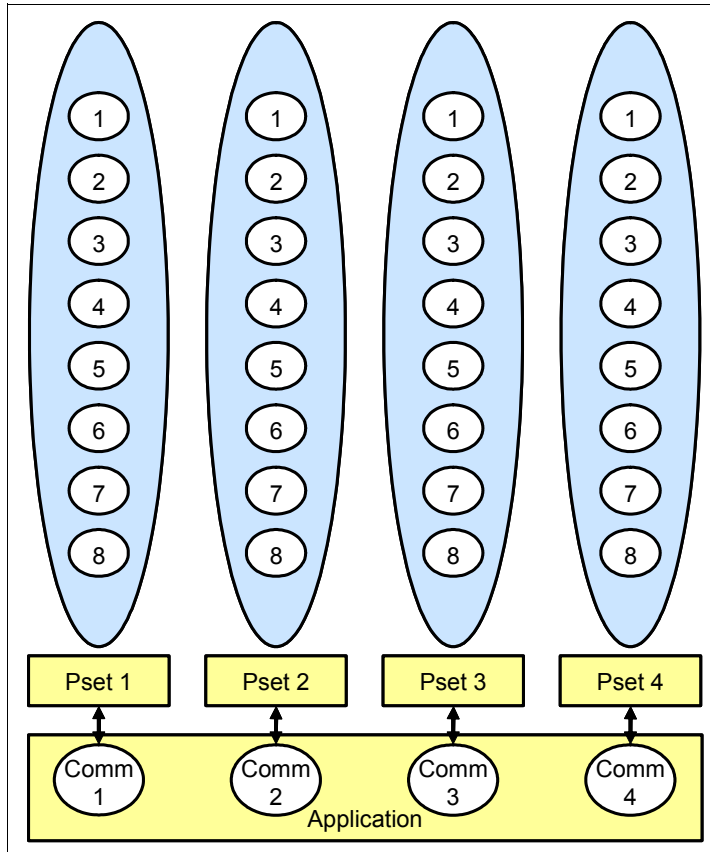 1 1 1 1
2 2 2 2
3 3 3 3
4 4 4 4
5 5 5 5
6 6 6 6
7 7 7 7
8 8 8 8
Pset 1 Pset 2 Pset 3 Pset 4
Comm Comm Comm Comm
1 2 3 4
Application